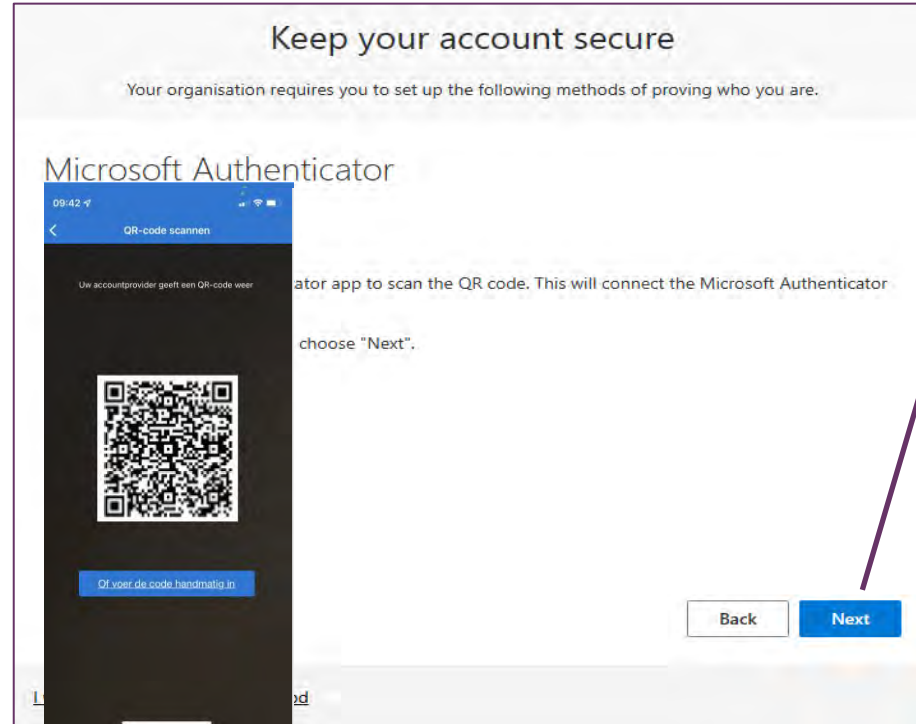 Keep your account secure
Your organisation requires you to set up the following methods of proving who you are.
Microsoft Authenticator
09:42
QR-code scannen
Uw accountprovider geeft een QR-code weer
ator app to scan the QR code. This will connect the Microsoft Authenticator
choose "Next".
Of voer de code handmatig in
Back
Next